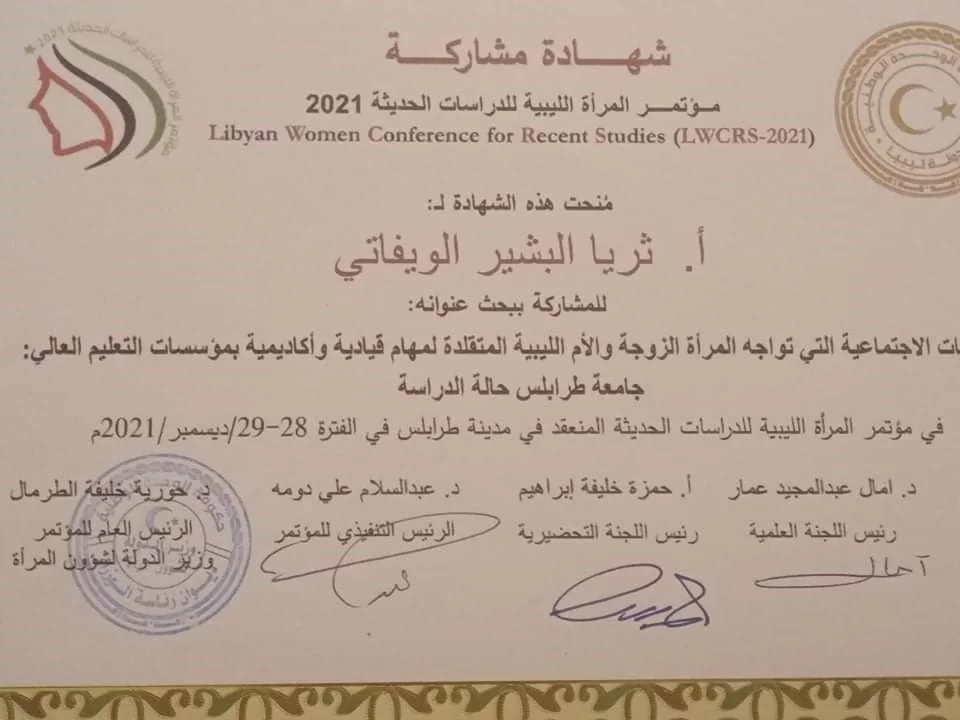 شهادة مشاركة
مؤتمر المرأة الليبية للدراسات الحديثة 2021
Libyan Women Conference for Recent Studies (LWCRS-2021)
مُنحت هذه الشهادة لـ:
أ. ثريا البشير الويفاتي
للمشاركة ببحث عنوانه:
الاجتماعية التي تواجه المرأة الزوجة والأم الليبية المتقلدة لمهام قيادية وأكاديمية بمؤسسات التعليم العالي:
جامعة طرابلس حالة الدراسة
في مؤتمر المرأة الليبية للدراسات الحديثة المنعقد في مدينة طرابلس في الفترة 28-29/ديسمبر/2021م
د. امال عبدالمجيد عمار
رئيس اللجنة العلمية
أ. حمزة خليفة إبراهيم
رئيس اللجنة التحضيرية
د. عبدالسلام علي دومه
الرئيس التنفيذي للمؤتمر
د. حورية خليفة الطرمال
الرئيس العام للمؤتمر
وزير الدولة لشؤون المرأة